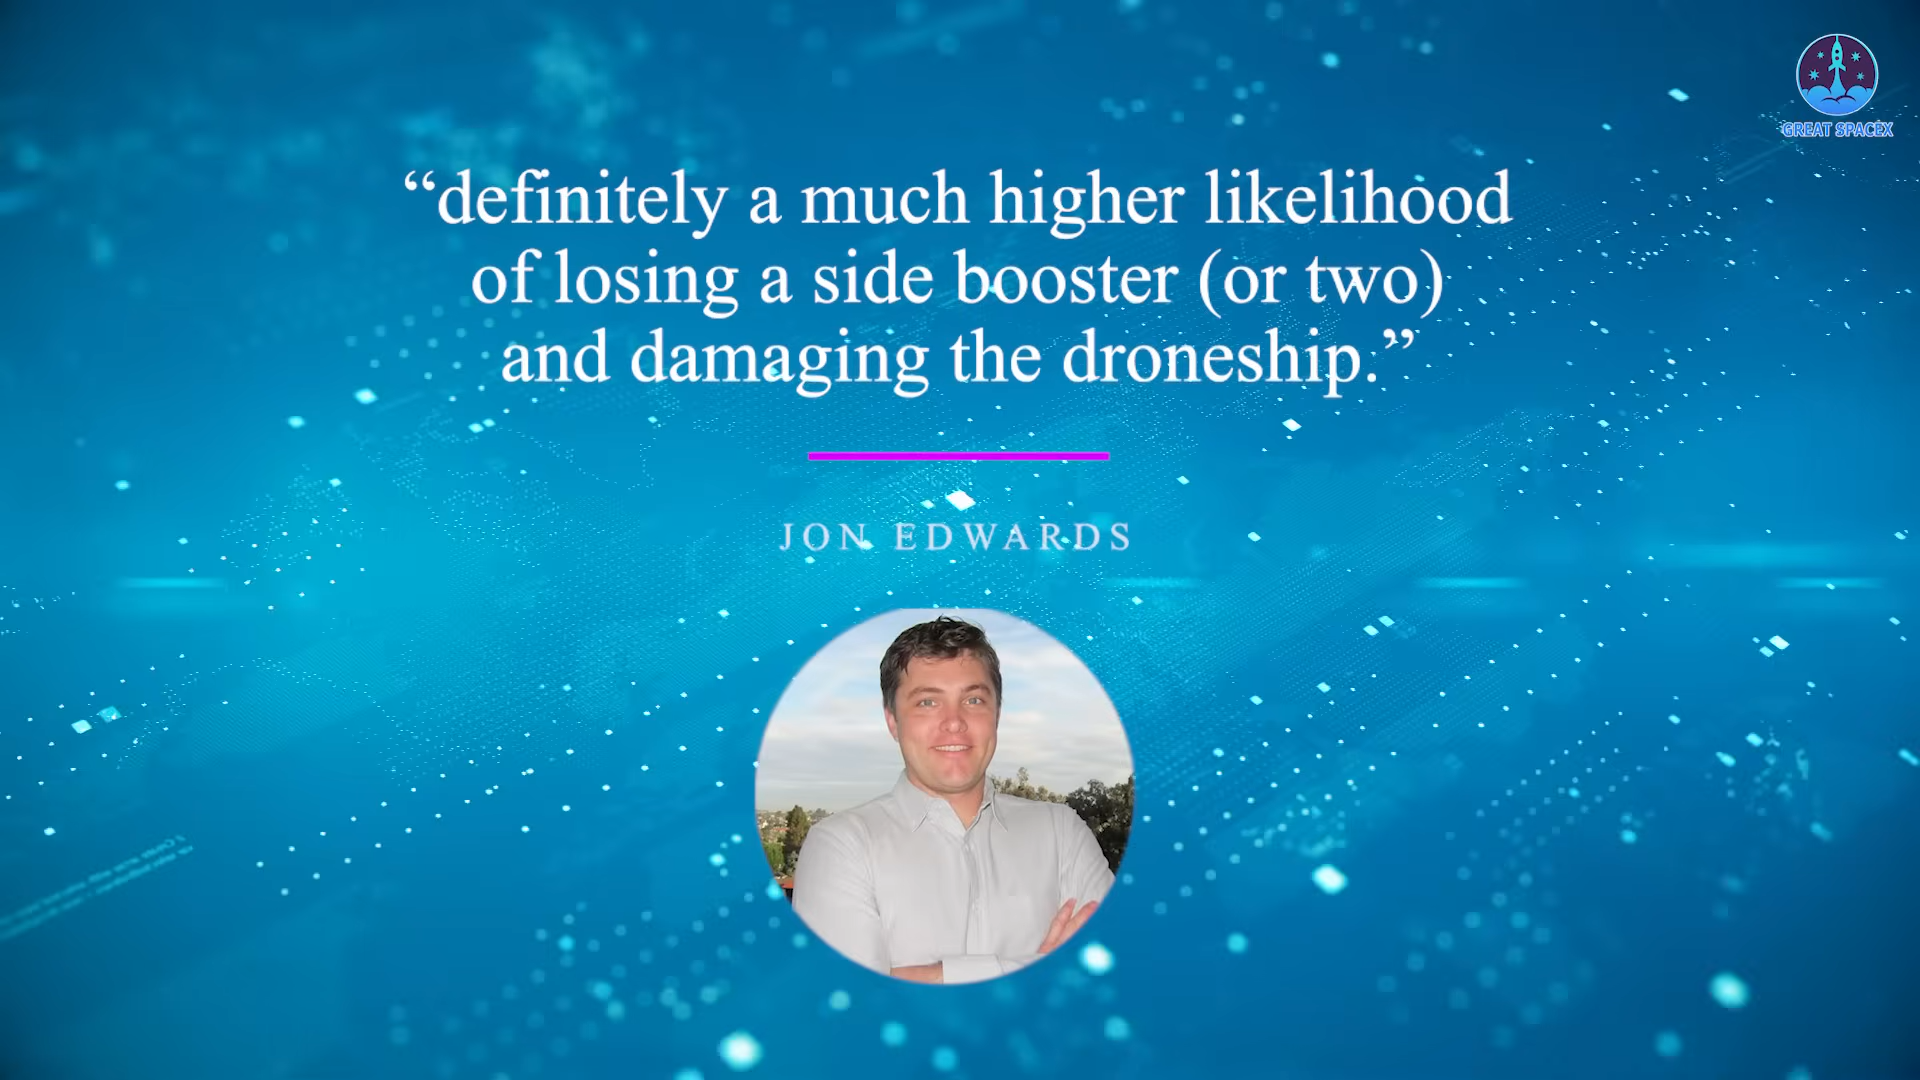 GREAT SPACEX
“definitely a much higher likelihood
of losing a side booster (or two)
and damaging the droneship.”
JON EDWARDS